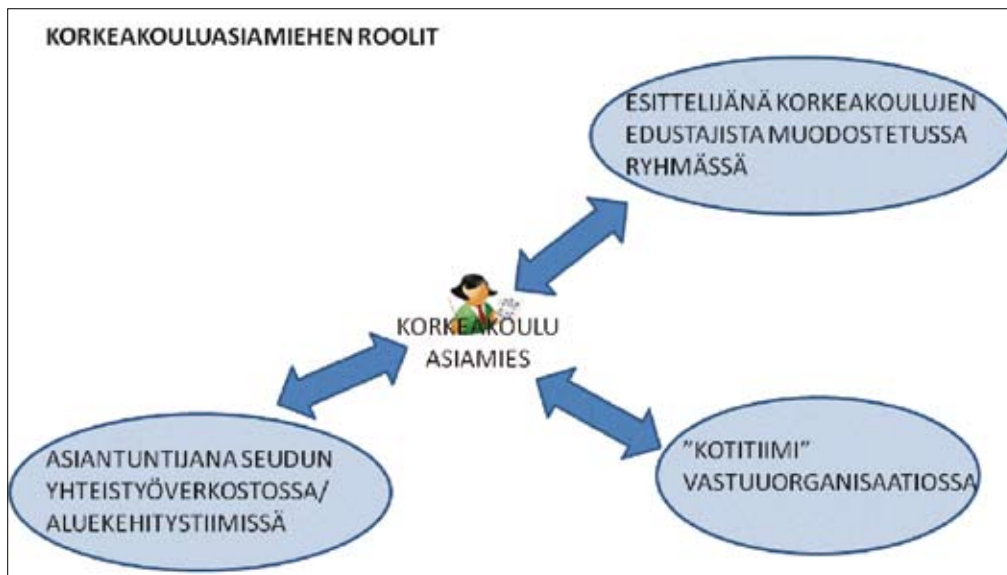 KORKEAKOULUASIAMIEHEN ROOLIT
ESITTELIJÄNÄ KORKEAKOULUJEN
EDUSTAJISTA MUODOSTETUSSA
RYHMÄSSÄ
KORKEAKOULU
ASIAMIES
ASIANTUNTIJANA SEUDUN
YHTEISTYÖVERKOSTOSSA/
ALUEKEHITYSTIIMISSÄ
”KOTITIIMI”
VASTUUORGANISAATIOSSA